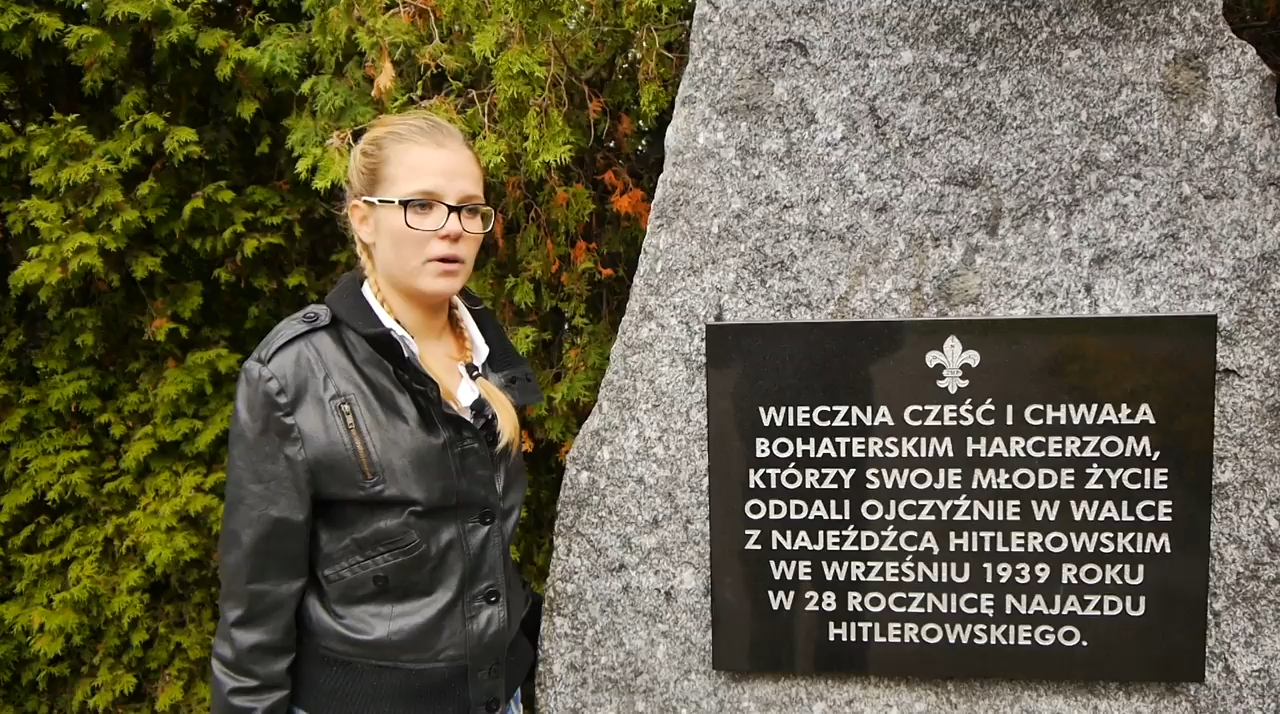 WIECZNA CZEŚĆ I CHWAŁA
BOHATERSKIM HARCERZOM,
KTÓRZY SWOJE MŁODE ŻYCIE
ODDALI OJCZYŹNIE W WALCE
Z NAJEŹDŹCĄ HITLEROWSKIM
WE WRZEŚNIU 1939 ROKU
W 28 ROCZNICĘ NAJAZDU
HITLEROWSKIEGO.